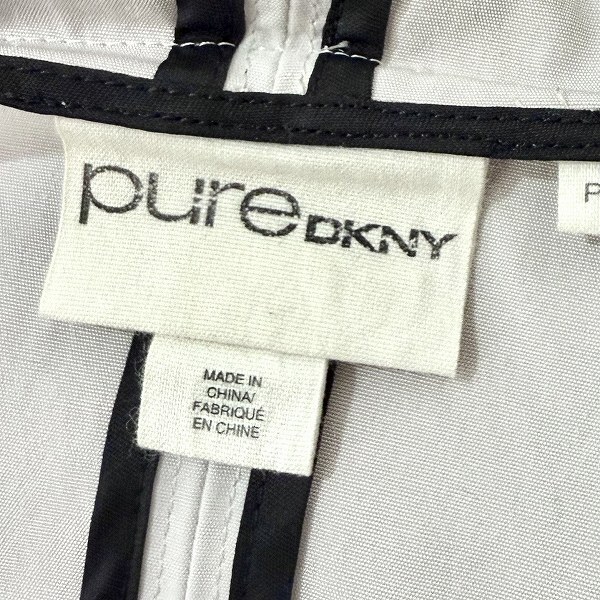 pure DKNY
P
MADE IN
CHINA/
FABRIQUÉ
EN CHINE